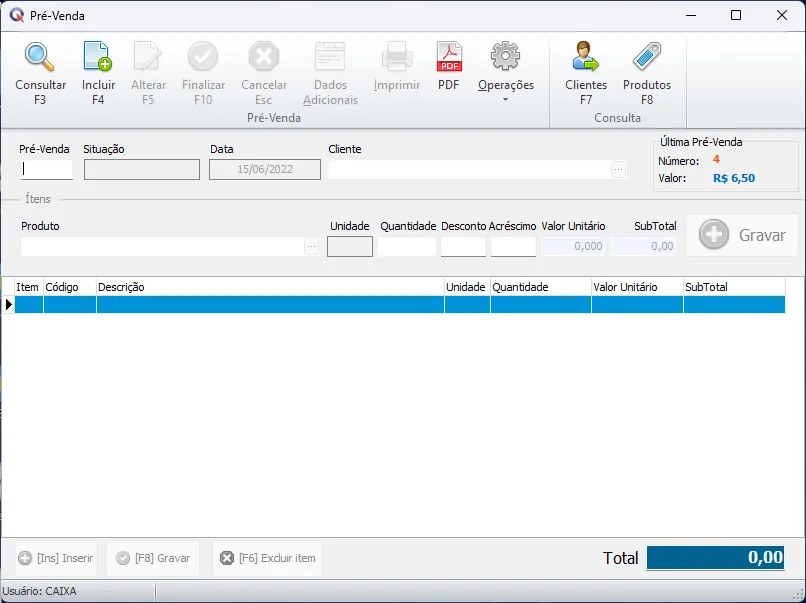 Pré-Venda
Consultar
F3
Incluir
F4
Alterar
F5
Finalizar
F10
Cancelar
Esc
Dados
Adicionais
Imprimir
PDF
PDF
Operações
Clientes
F7
Produtos
F8
Pré-Venda
Consulta
Pré-Venda
Situação
Data
Cliente
15/06/2022
...
Última Pré-Venda
Número: 4
Valor: R$ 6,50
Ítens
Produto
Unidade
Quantidade
Desconto
Acréscimo
Valor Unitário
SubTotal
...
0,000
0,00
Gravar
Item
Código
Descrição
Unidade
Quantidade
Valor Unitário
SubTotal
[Ins] Inserir
[F8] Gravar
[F6] Excluir item
Total 0,00
Usuário: CAIXA